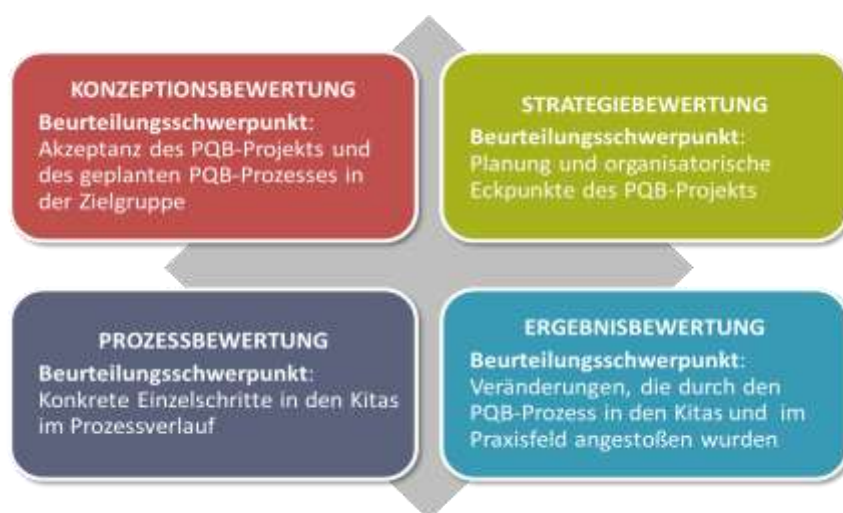 KONZEPTIONSBEWERTUNG
Beurteilungsschwerpunkt:
Akzeptanz des PQB-Projekts und
des geplanten PQB-Prozesses in
der Zielgruppe
STRATEGIEBEWERTUNG
Beurteilungsschwerpunkt:
Planung und organisatorische
Eckpunkte des PQB-Projekts
PROZESSBEWERTUNG
Beurteilungsschwerpunkt:
Konkrete Einzelschritte in den Kitas
im Prozessverlauf
ERGEBNISBEWERTUNG
Beurteilungsschwerpunkt:
Veränderungen, die durch den
PQB-Prozess in den Kitas und im
Praxisfeld angestoßen wurden